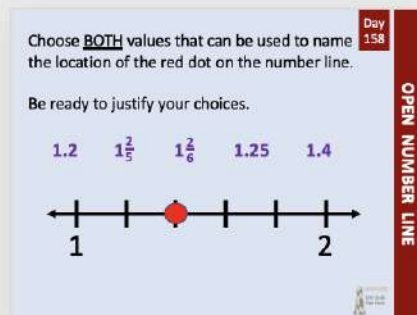 Day
158
Choose BOTH values that can be used to name
the location of the red dot on the number line.
Be ready to justify your choices.
1.2 1 2/5 1 2/6 1.25 1.4
1 2
OPEN NUMBER LINE